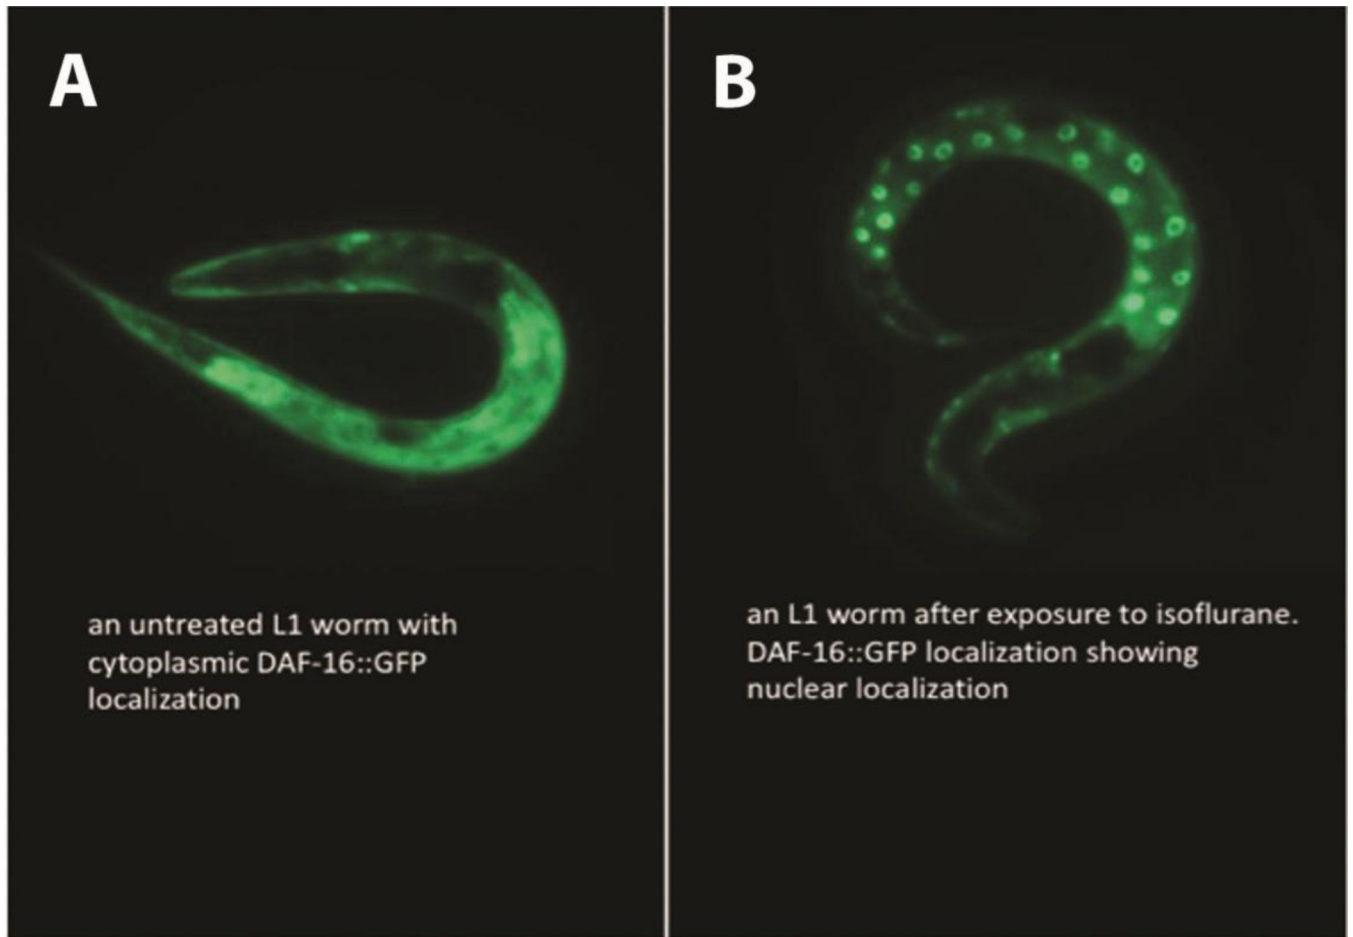 A
an untreated L1 worm with
cytoplasmic DAF-16::GFP
localization
B
an L1 worm after exposure to isoflurane.
DAF-16::GFP localization showing
nuclear localization